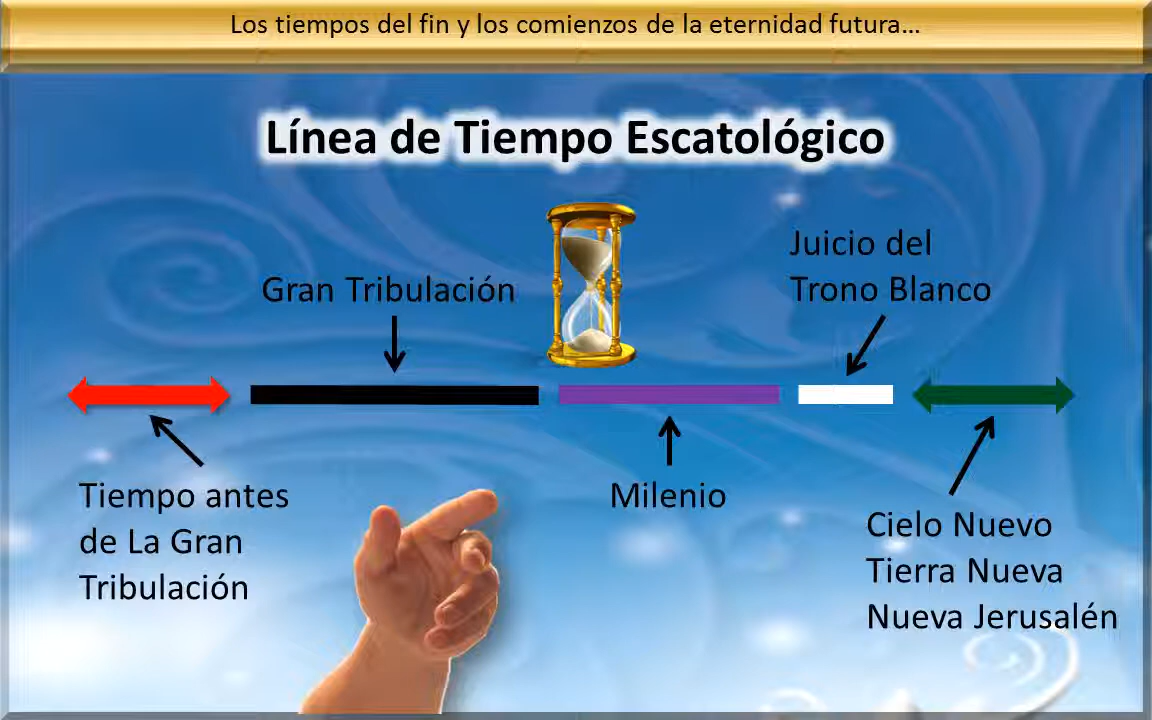 Los tiempos del fin y los comienzos de la eternidad futura...
Línea de Tiempo Escatológico
Gran Tribulación
Juicio del
Trono Blanco
Tiempo antes
de La Gran
Tribulación
Milenio
Cielo Nuevo
Tierra Nueva
Nueva Jerusalén